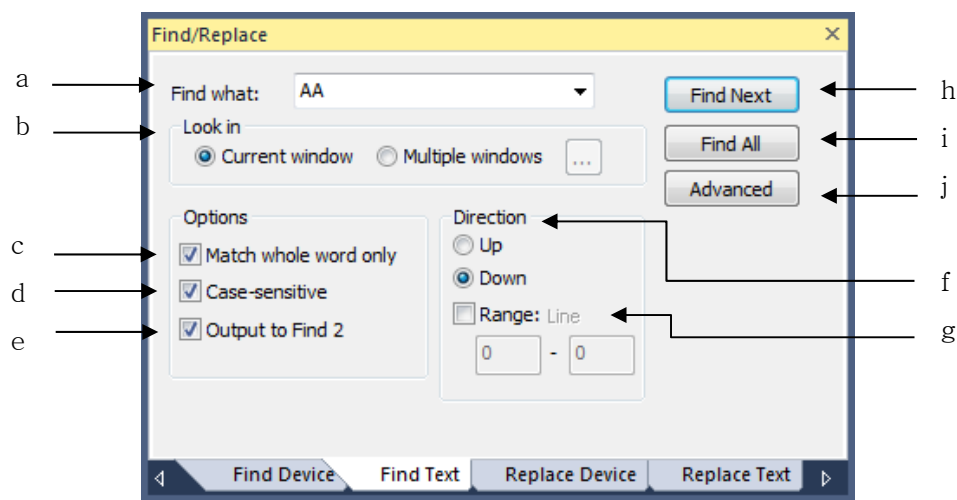 Find/Replace
a
Find what: AA
Find Next
h
b
Look in
Current window Multiple windows ...
Find All
i
Advanced
j
Options
Direction
c
Match whole word only
Up
d
Case-sensitive
Down
f
e
Output to Find 2
Range: Line
g
0 - 0
Find Device Find Text Replace Device Replace Text